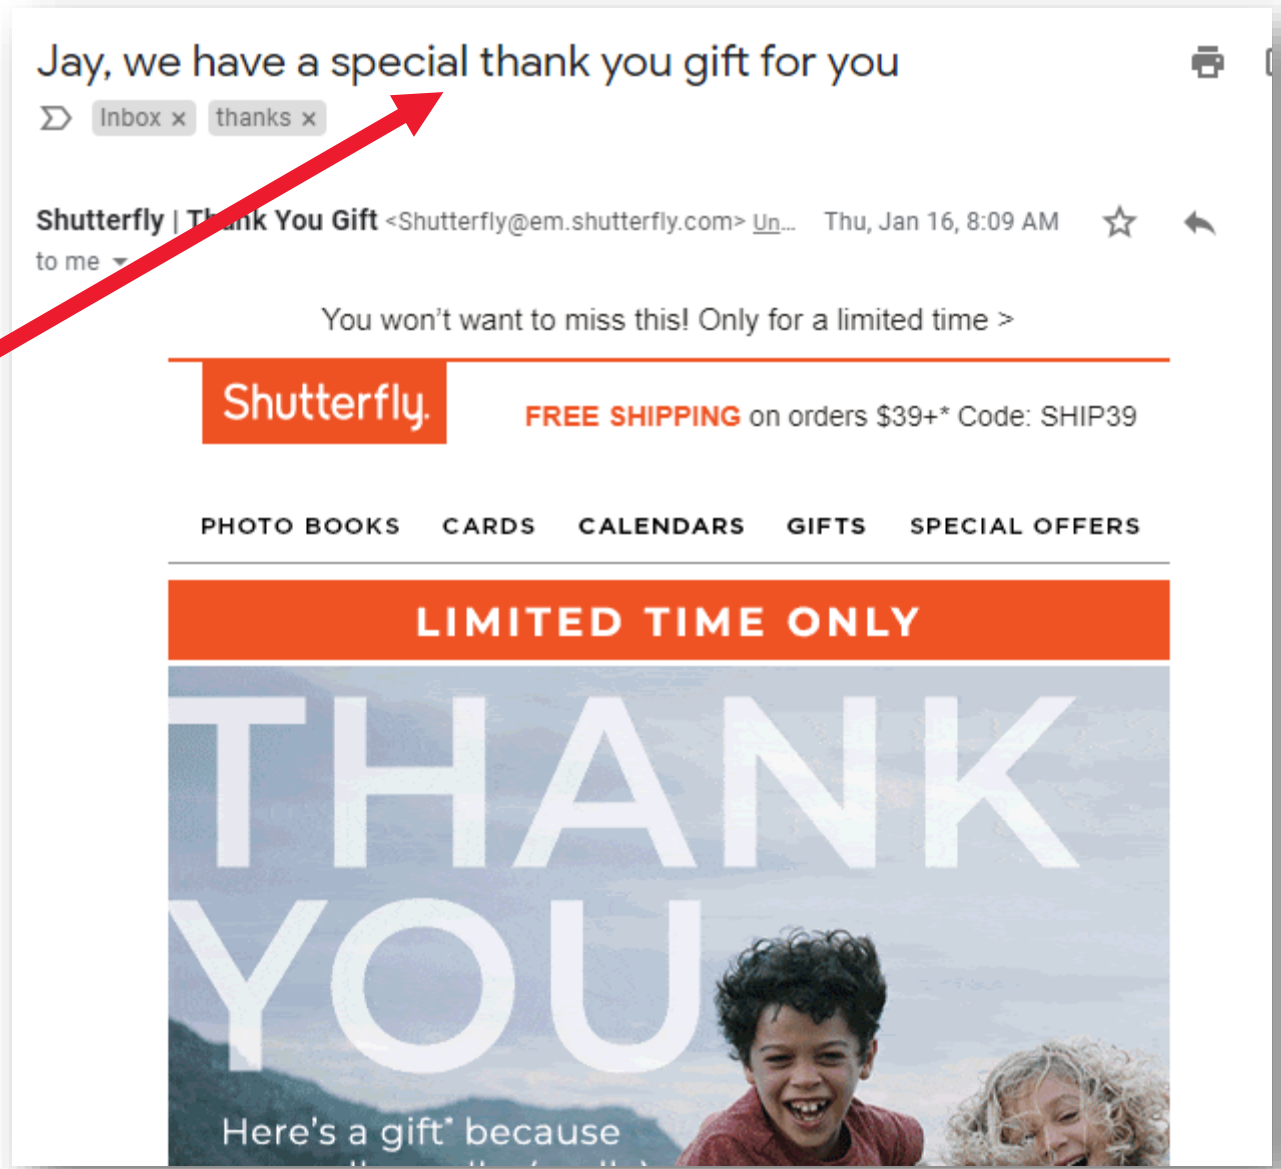 Jay, we have a special thank you gift for you
Inbox x thanks x
Shutterfly | Thank You Gift <Shutterfly@em.shutterfly.com> Un... Thu, Jan 16, 8:09 AM
to me
You won't want to miss this! Only for a limited time >
Shutterfly.
FREE SHIPPING on orders $39+* Code: SHIP39
PHOTO BOOKS CARDS CALENDARS GIFTS SPECIAL OFFERS
LIMITED TIME ONLY
THANK
YOU
Here's a gift* because